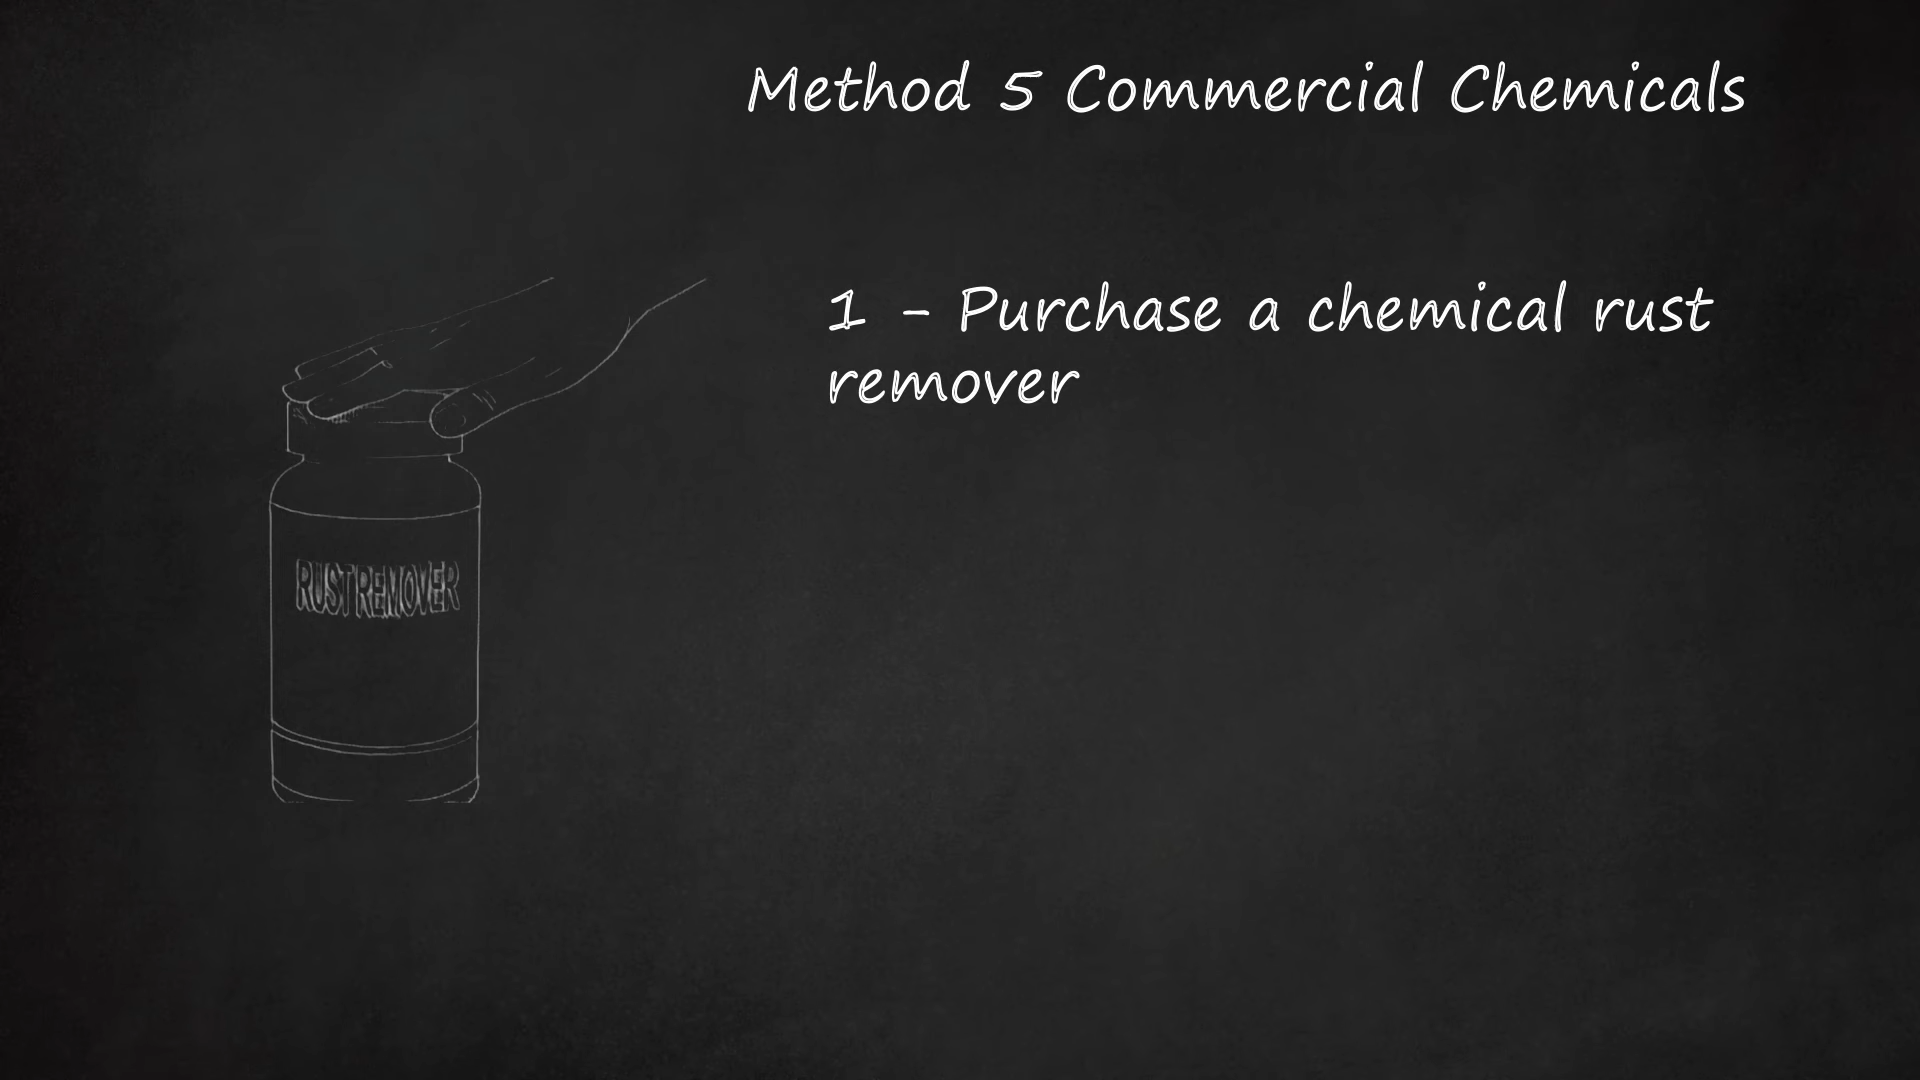 Method 5 Commercial Chemicals
1 - Purchase a chemical rust
remover
RUST REMOVER